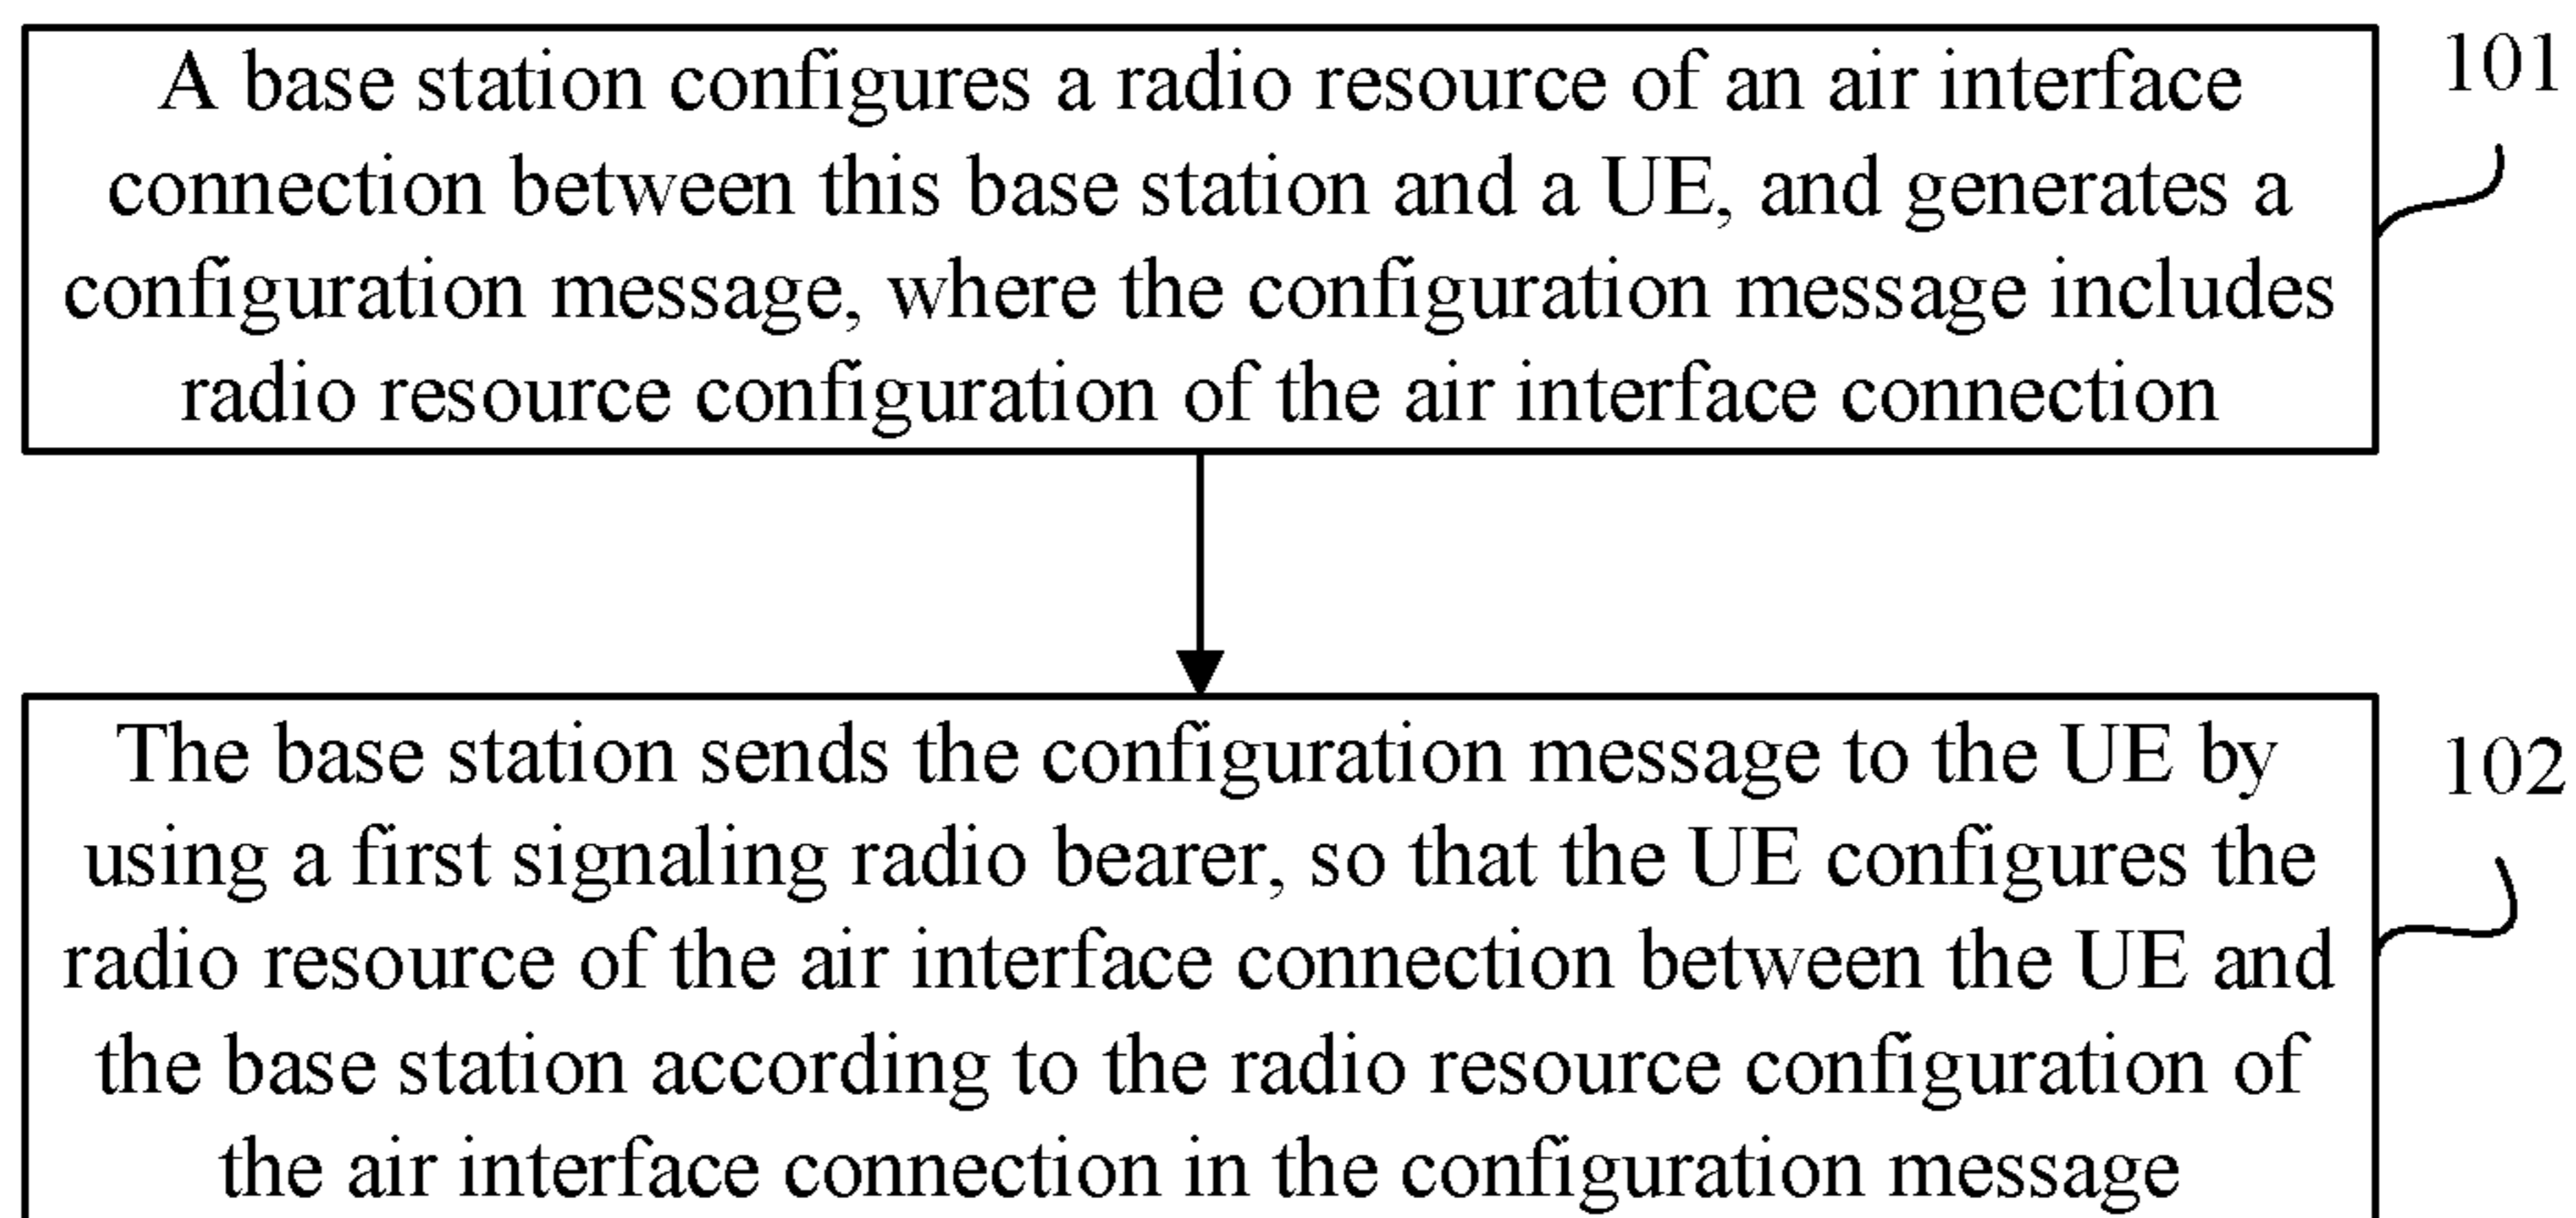 A base station configures a radio resource of an air interface
connection between this base station and a UE, and generates a
configuration message, where the configuration message includes
radio resource configuration of the air interface connection
101
The base station sends the configuration message to the UE by
using a first signaling radio bearer, so that the UE configures the
radio resource of the air interface connection between the UE and
the base station according to the radio resource configuration of
the air interface connection in the configuration message
102